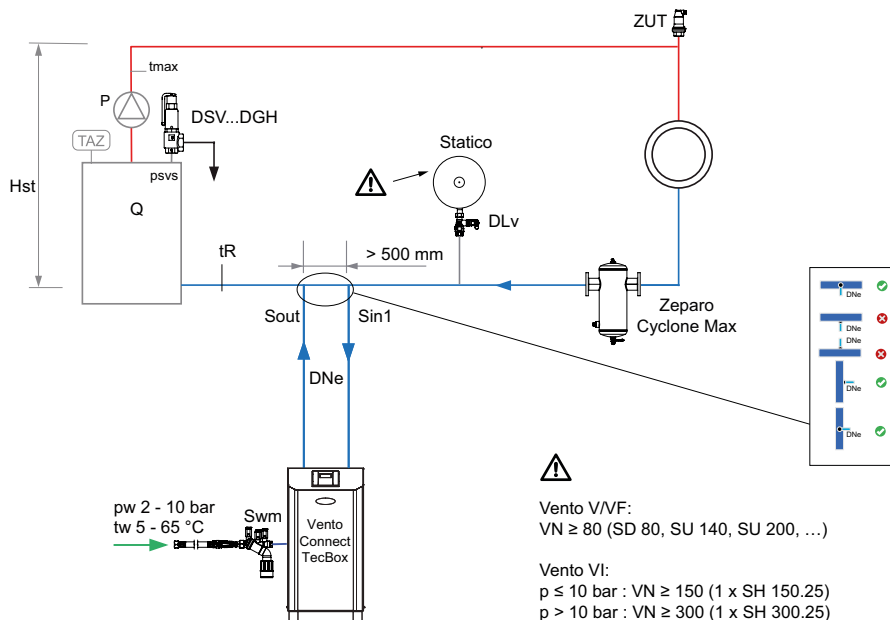 ZUT
tmax
P
DSV...DGH
TAZ
Statico
psvs
Hst
Q
DLv
tR
> 500 mm
Sout
Sin1
Zeparo
Cyclone Max
DNe
DNe
DNe
DNe
DNe
DNe
pw 2 - 10 bar
tw 5 - 65 °C
Swm
Vento
Connect
TecBox
Vento V/VF:
VN ≥ 80 (SD 80, SU 140, SU 200, …)
Vento VI:
p ≤ 10 bar : VN ≥ 150 (1 x SH 150.25)
p > 10 bar : VN ≥ 300 (1 x SH 300.25)